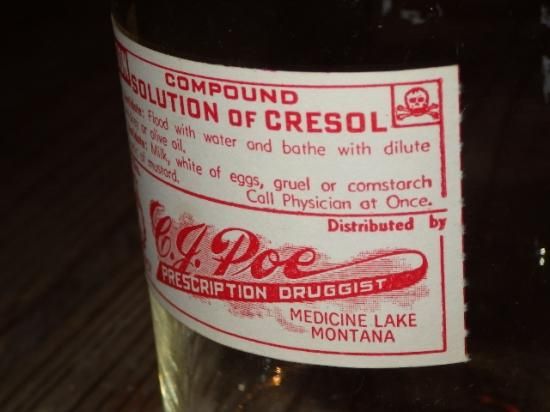 COMPOUND
SOLUTION OF CRESOL
Flood with water and bathe with dilute
or olive oil.
Milk, white of eggs, gruel or cornstarch
of mustard.
Call Physician at Once.
Distributed by
C. J. Poe
PRESCRIPTION DRUGGIST
MEDICINE LAKE
MONTANA